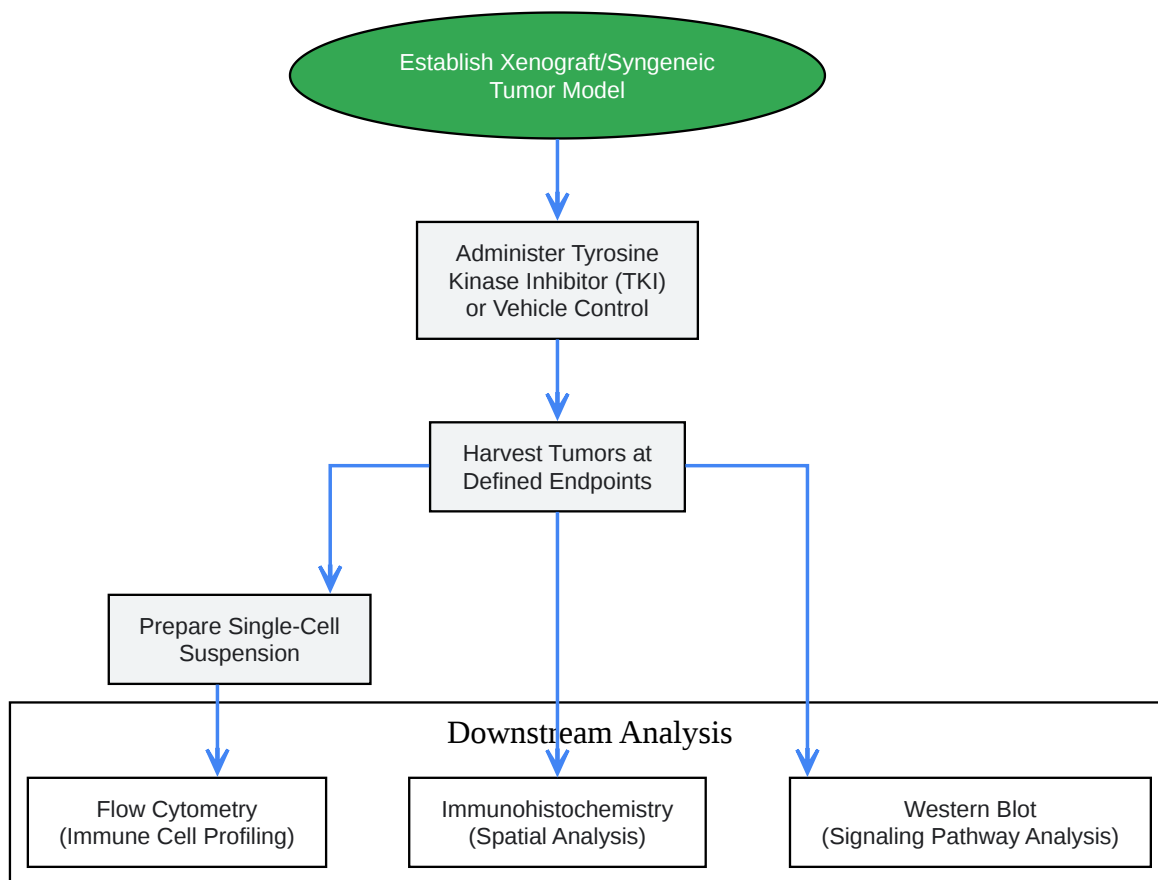 Establish Xenograft/Syngeneic
Tumor Model
Administer Tyrosine
Kinase Inhibitor (TKI)
or Vehicle Control
Harvest Tumors at
Defined Endpoints
Prepare Single-Cell
Suspension
Downstream Analysis
Flow Cytometry
(Immune Cell Profiling)
Immunohistochemistry
(Spatial Analysis)
Western Blot
(Signaling Pathway Analysis)